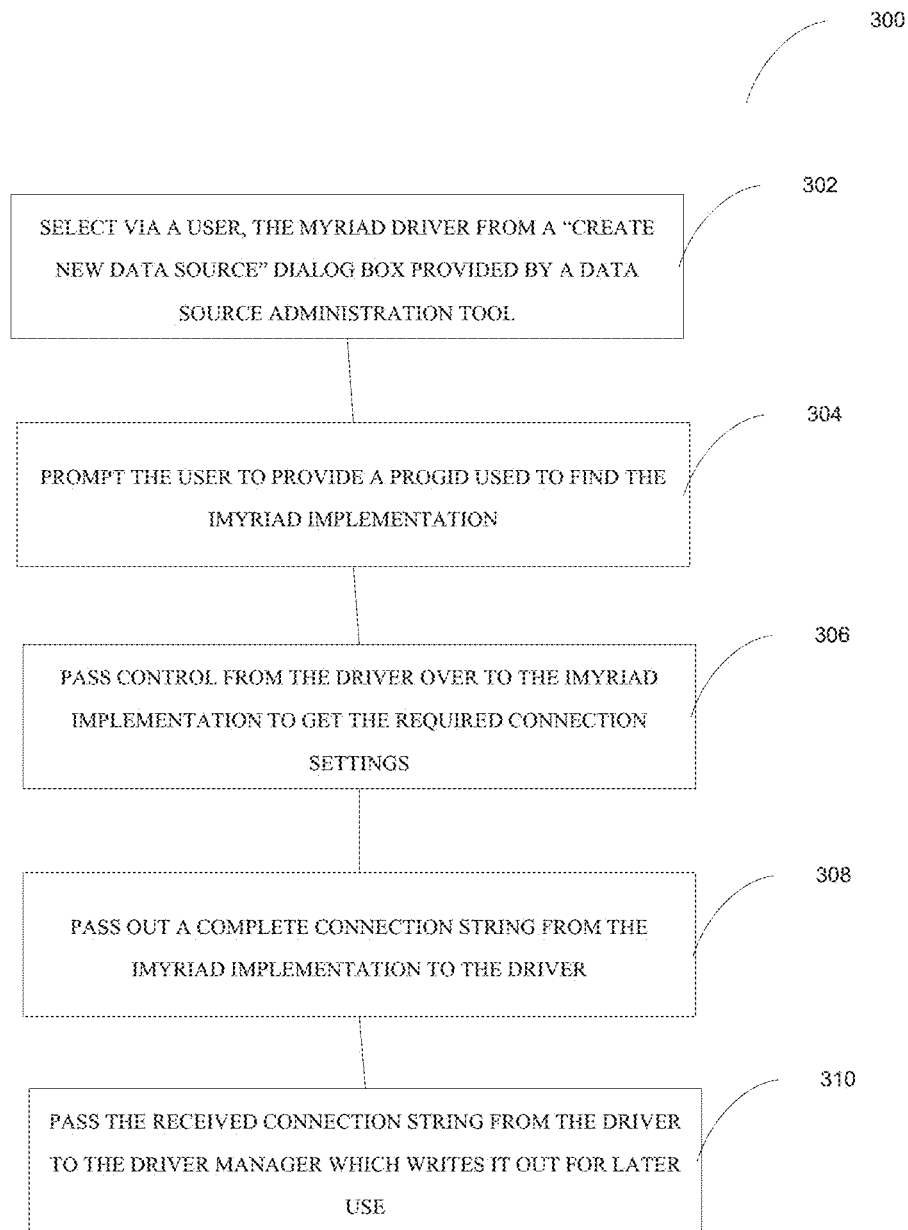 300
302
SELECT VIA A USER, THE MYRIAD DRIVER FROM A “CREATE
NEW DATA SOURCE” DIALOG BOX PROVIDED BY A DATA
SOURCE ADMINISTRATION TOOL
304
PROMPT THE USER TO PROVIDE A PROGID USED TO FIND THE
IMYRIAD IMPLEMENTATION
306
PASS CONTROL FROM THE DRIVER OVER TO THE IMYRIAD
IMPLEMENTATION TO GET THE REQUIRED CONNECTION
SETTINGS
308
PASS OUT A COMPLETE CONNECTION STRING FROM THE
IMYRIAD IMPLEMENTATION TO THE DRIVER
310
PASS THE RECEIVED CONNECTION STRING FROM THE DRIVER
TO THE DRIVER MANAGER WHICH WRITES IT OUT FOR LATER
USE